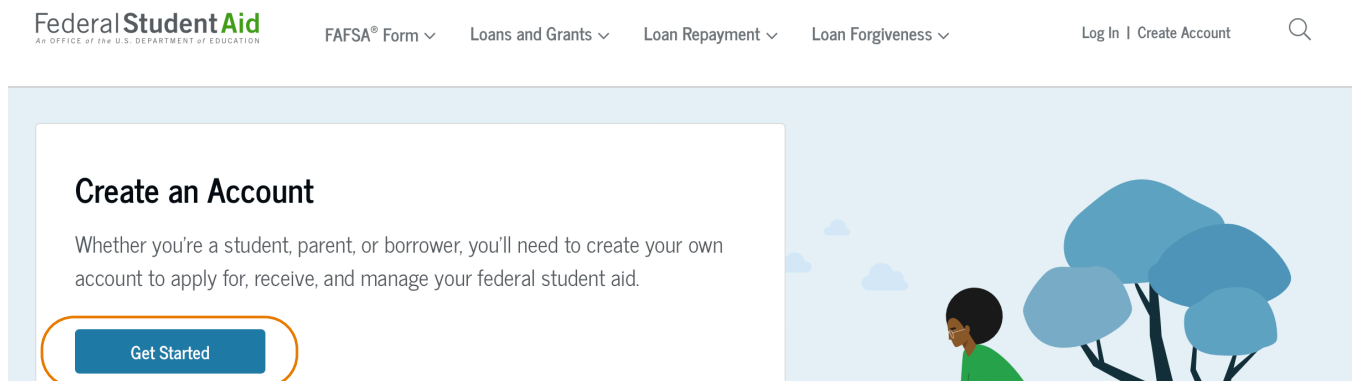 Federal Student Aid
An OFFICE of the U.S. DEPARTMENT of EDUCATION
FAFSA® Form
Loans and Grants
Loan Repayment
Loan Forgiveness
Log In | Create Account
Create an Account
Whether you're a student, parent, or borrower, you'll need to create your own
account to apply for, receive, and manage your federal student aid.
Get Started